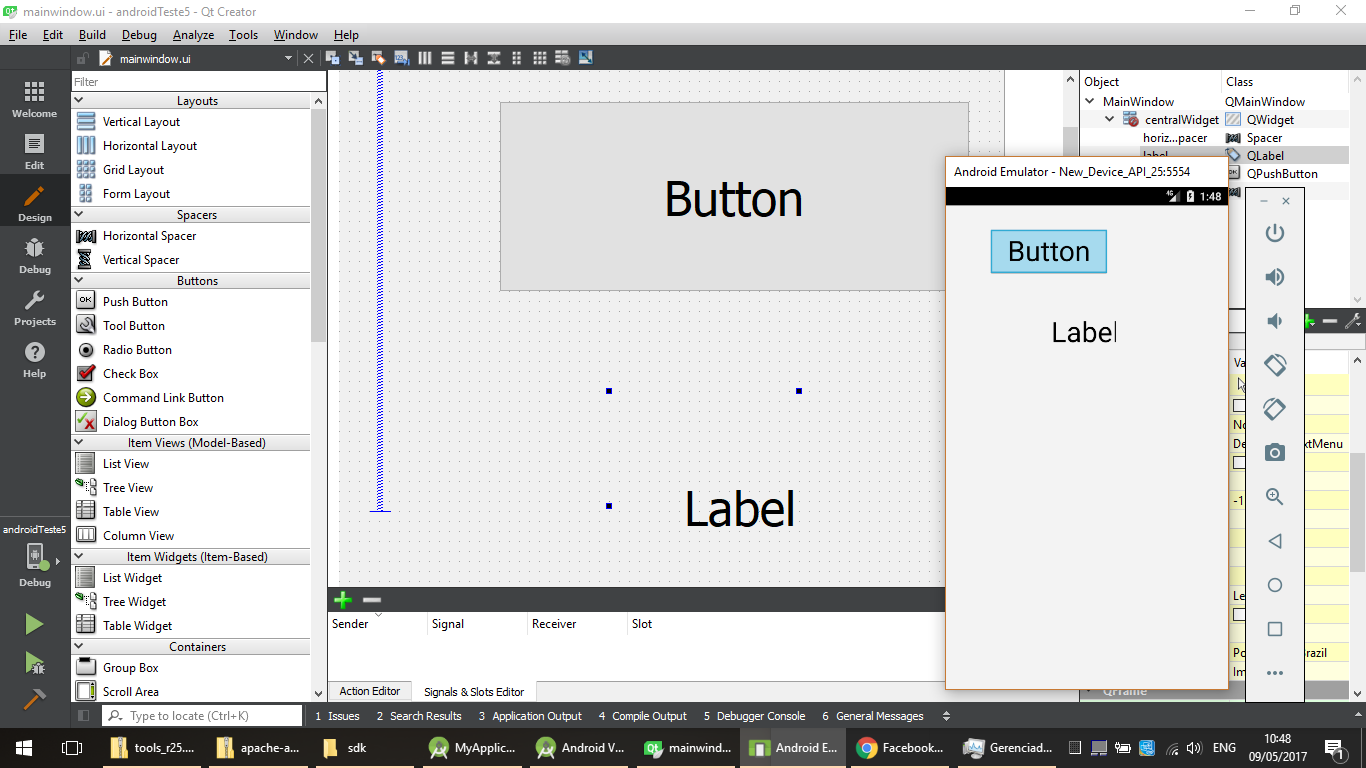 mainwindow.ui - androidTeste5 - Qt Creator
File Edit Build Debug Analyze Tools Window Help
mainwindow.ui
Welcome
Edit
Design
Debug
Projects
Help
androidTeste5
Debug
Filter
Layouts
Vertical Layout
Horizontal Layout
Grid Layout
Form Layout
Spacers
Horizontal Spacer
Vertical Spacer
Buttons
OK Push Button
Tool Button
Radio Button
Check Box
Command Link Button
Dialog Button Box
Item Views (Model-Based)
List View
Tree View
Table View
Column View
Item Widgets (Item-Based)
List Widget
Tree Widget
Table Widget
Containers
Group Box
Scroll Area
Button
Label
Sender Signal Receiver Slot
Action Editor Signals & Slots Editor
Object Class
MainWindow QMainWindow
centralWidget QWidget
horiz...pacer Spacer
label QLabel
OK QPushButton
Android Emulator - New_Device_API_25:5554
4G 1:48
Button
Label
Va
No
De xtMenu
-1
Le
Po Brazil
Im
QFrame
Type to locate (Ctrl+K)
1 Issues 2 Search Results 3 Application Output 4 Compile Output 5 Debugger Console 6 General Messages
tools_r25.... apache-a... sdk MyApplic... Android V... mainwind... Android E... Facebook... Gerenciad... ENG 10:48
09/05/2017
1